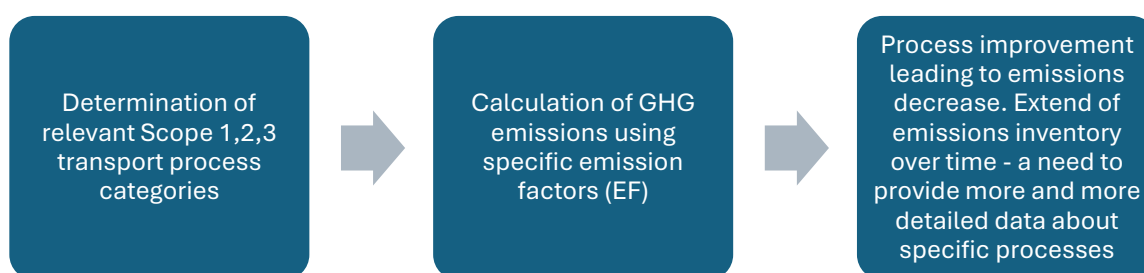 Determination of
relevant Scope 1,2,3
transport process
categories
Calculation of GHG
emissions using
specific emission
factors (EF)
Process improvement
leading to emissions
decrease. Extend of
emissions inventory
over time - a need to
provide more and more
detailed data about
specific processes